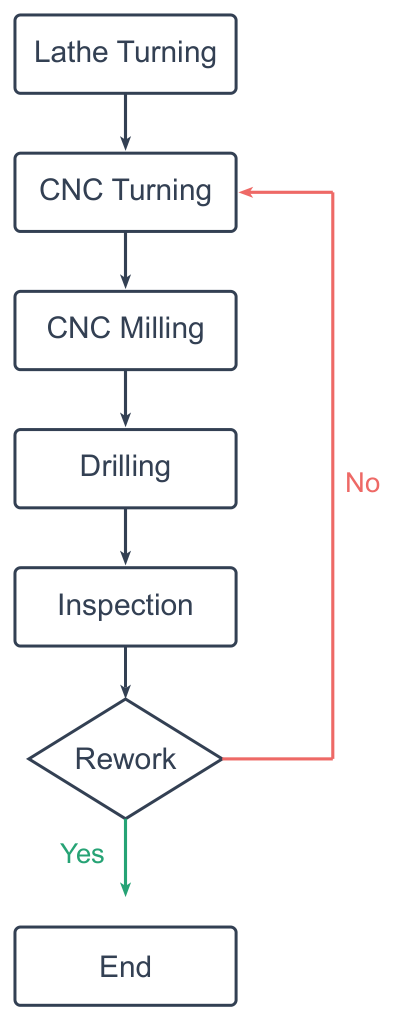 Lathe Turning
CNC Turning
CNC Milling
Drilling
No
Inspection
Rework
Yes
End